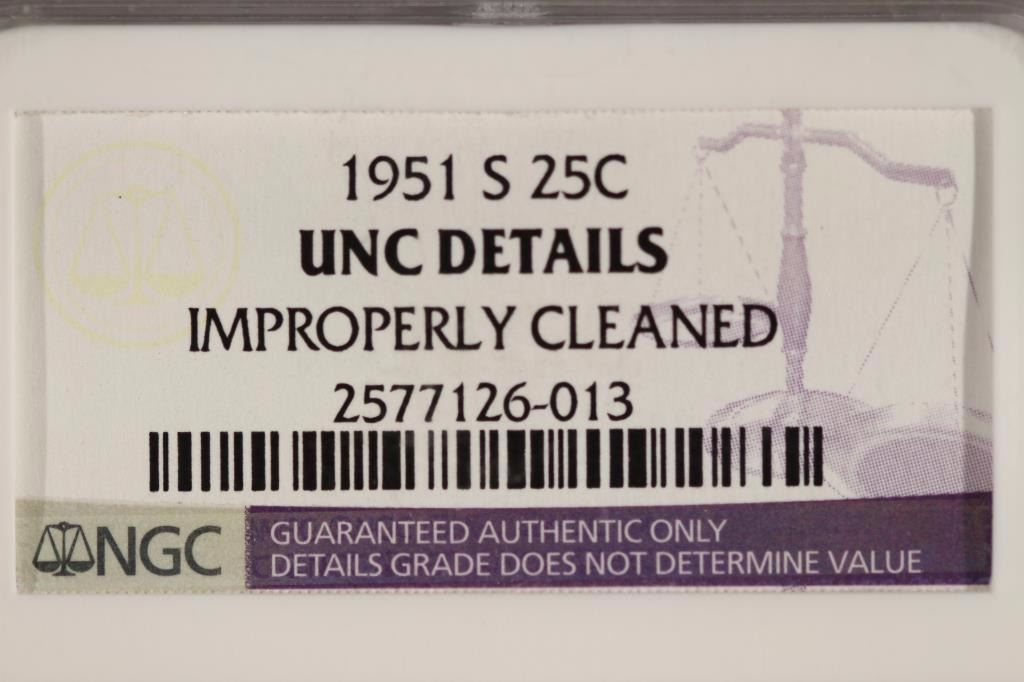 1951 S 25C
UNC DETAILS
IMPROPERLY CLEANED
2577126-013
NGC
GUARANTEED AUTHENTIC ONLY
DETAILS GRADE DOES NOT DETERMINE VALUE